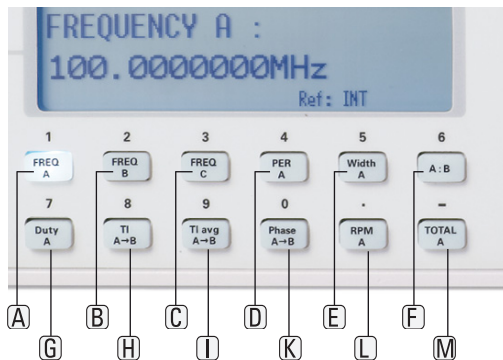 FREQUENCY A :
100.0000000MHz
Ref: INT
1 2 3 4 5 6
FREQ A FREQ B FREQ C PER A Width A A:B
7 8 9 0 . –
Duty A TI A→B TI avg A→B Phase A→B RPM A TOTAL A
A B C D E F
G H I K L M